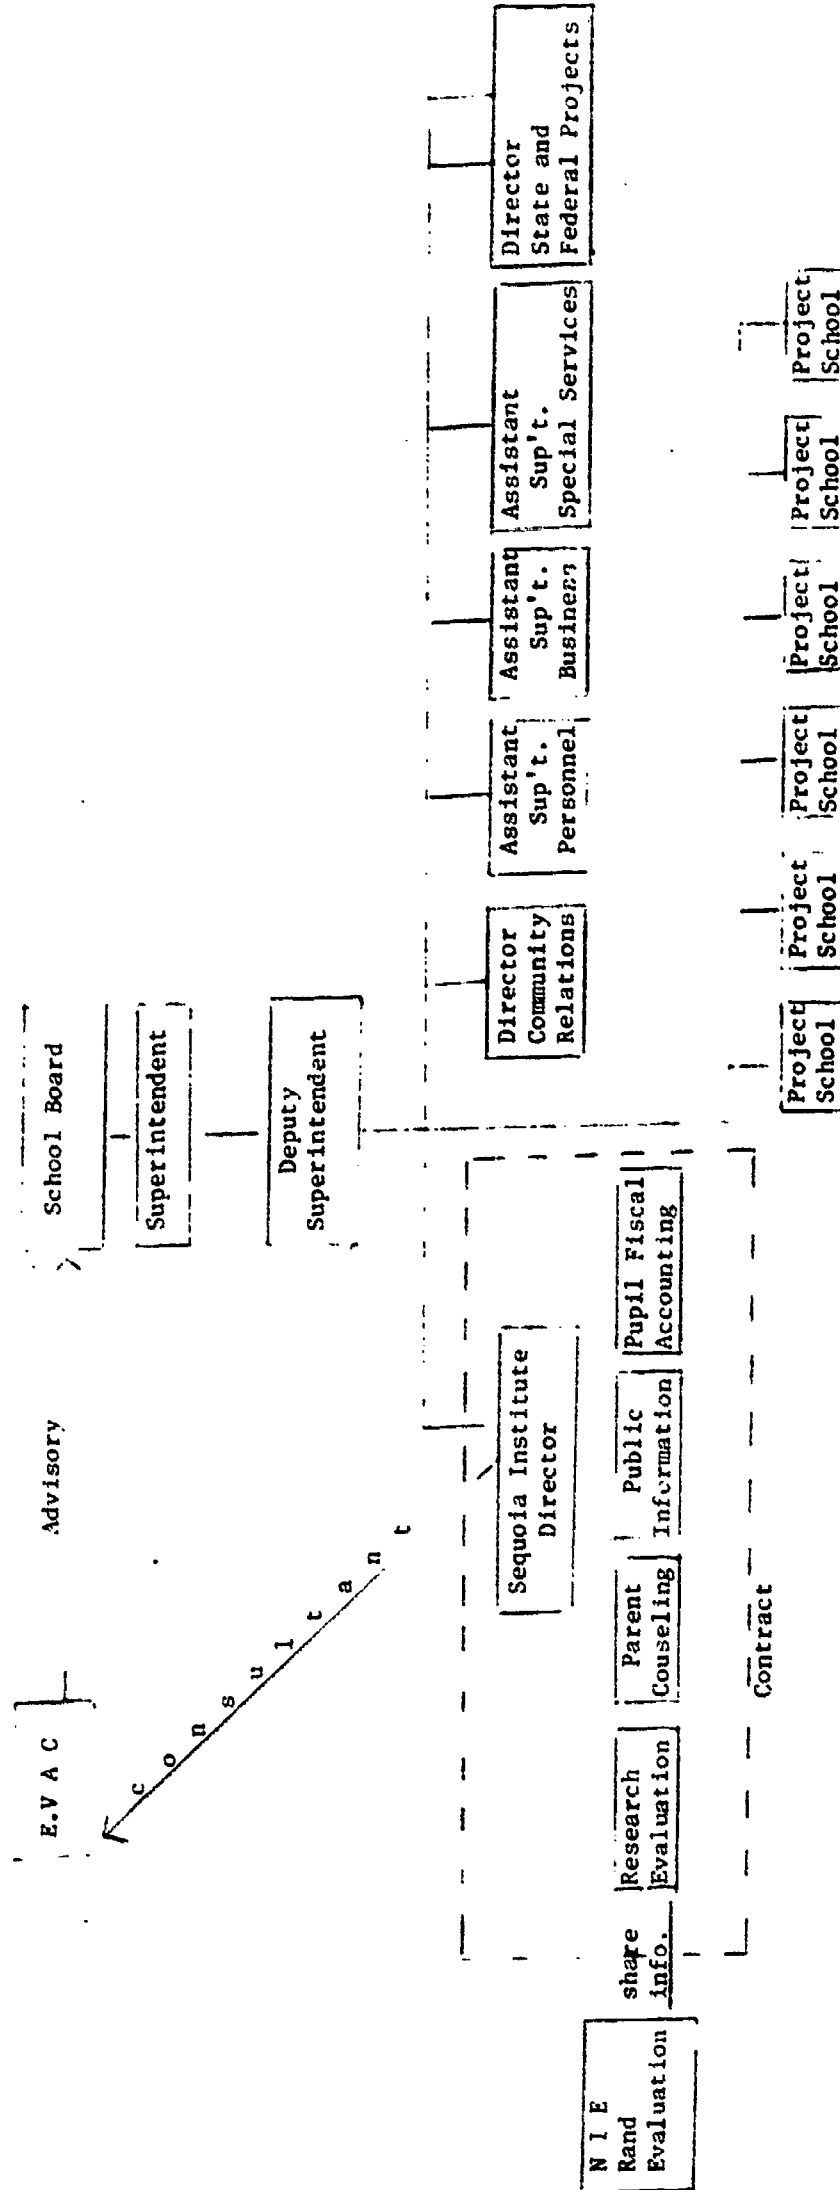 E.V A C
Advisory
School Board
Superintendent
Deputy
Superintendent
c o n s u l t a n t
Sequoia Institute
Director
Director
Community
Relations
Assistant
Sup't.
Personnel
Assistant
Sup't.
Business
Assistant
Sup't.
Special Services
Director
State and
Federal Projects
N I E
Rand
Evaluation
share
info.
Research
Evaluation
Parent
Couseling
Public
Information
Pupil Fiscal
Accounting
Contract
Project
School
Project
School
Project
School
Project
School
Project
School
Project
School